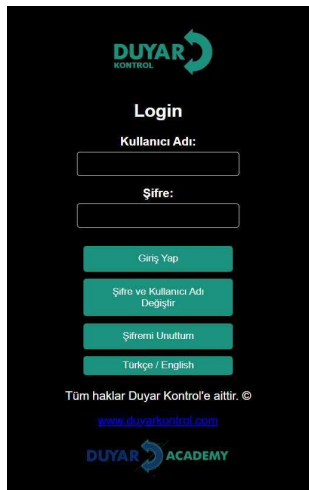 DUYAR
KONTROL
Login
Kullanıcı Adı:
Şifre:
Giriş Yap
Şifre ve Kullanıcı Adı
Değiştir
Şifremi Unuttum
Türkçe / English
Tüm haklar Duyar Kontrol'e aittir. ©
www.duyarkontrol.com
DUYAR ACADEMY